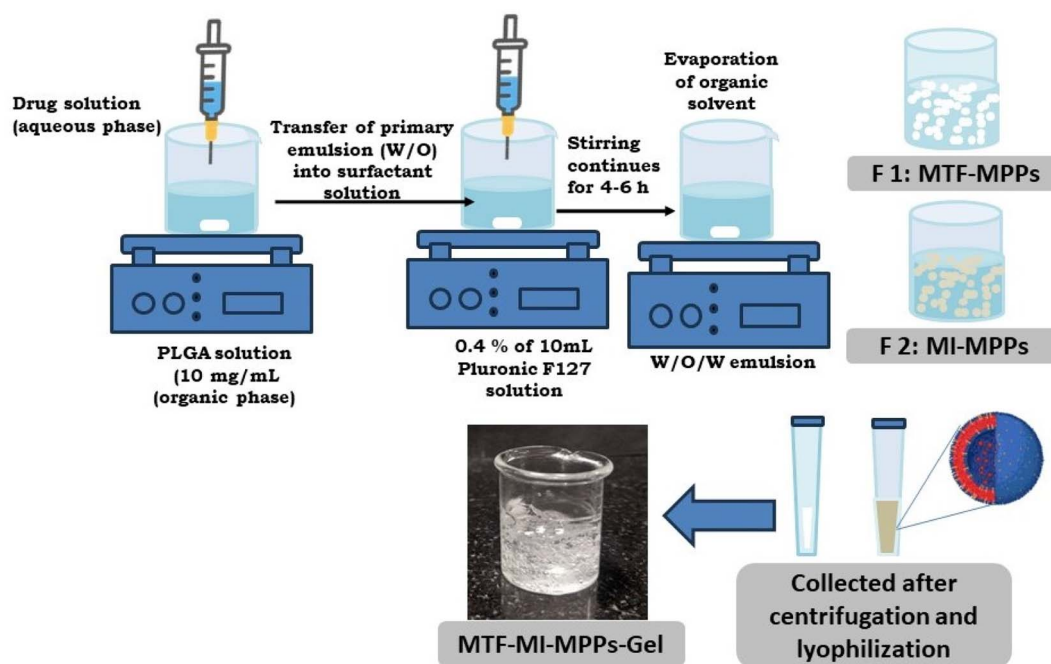 Drug solution
(aqueous phase)
Transfer of primary
emulsion (W/O)
into surfactant
solution
Stirring
continues
for 4-6 h
Evaporation
of organic
solvent
F 1: MTF-MPPs
F 2: MI-MPPs
PLGA solution
(10 mg/mL
(organic phase)
0.4 % of 10mL
Pluronic F127
solution
W/O/W emulsion
MTF-MI-MPPs-Gel
Collected after
centrifugation and
lyophilization